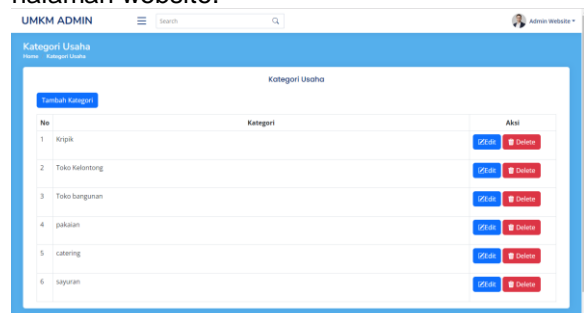 halaman website.
UMKM ADMIN Search Admin Website
Kategori Usaha
Home Kategori Usaha
Kategori Usaha
Tambah Kategori
No Kategori Aksi
1 Kripik Edit Delete
2 Toko Kelontong Edit Delete
3 Toko bangunan Edit Delete
4 pakaian Edit Delete
5 catering Edit Delete
6 sayuran Edit Delete